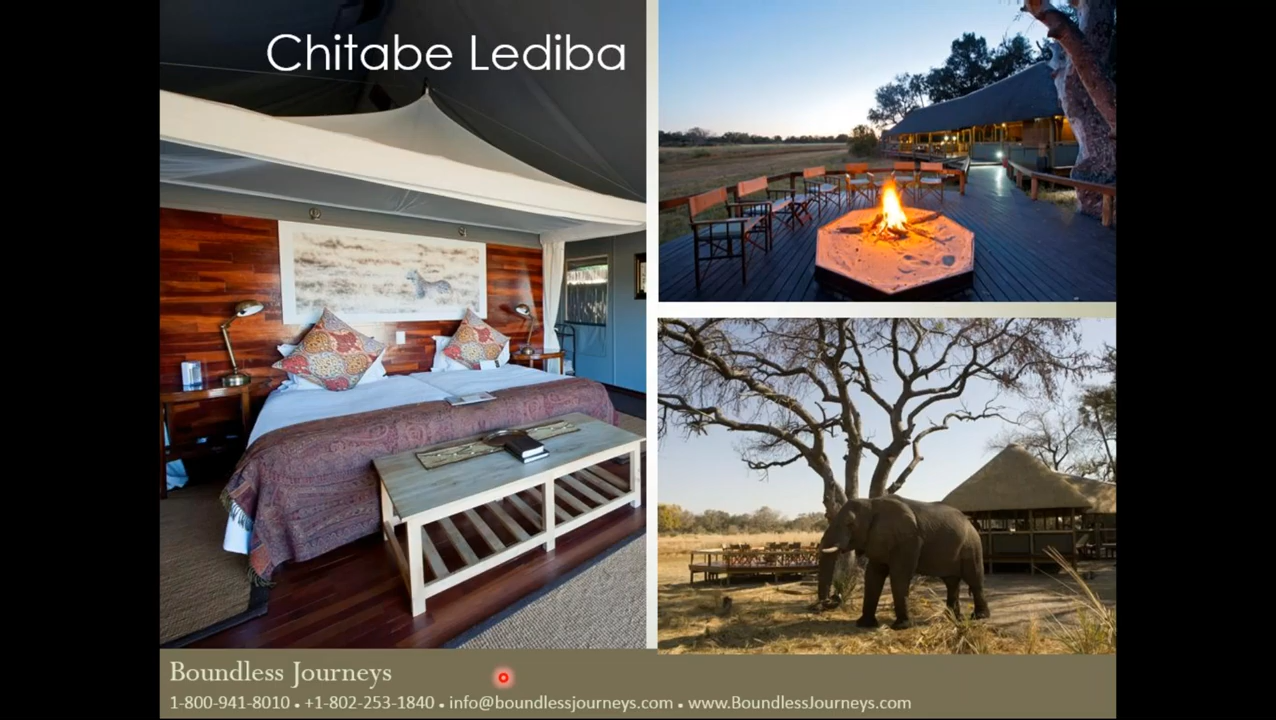 Chitabe Lediba
Boundless Journeys
1-800-941-8010 • +1-802-253-1840 • info@boundlessjourneys.com • www.BoundlessJourneys.com